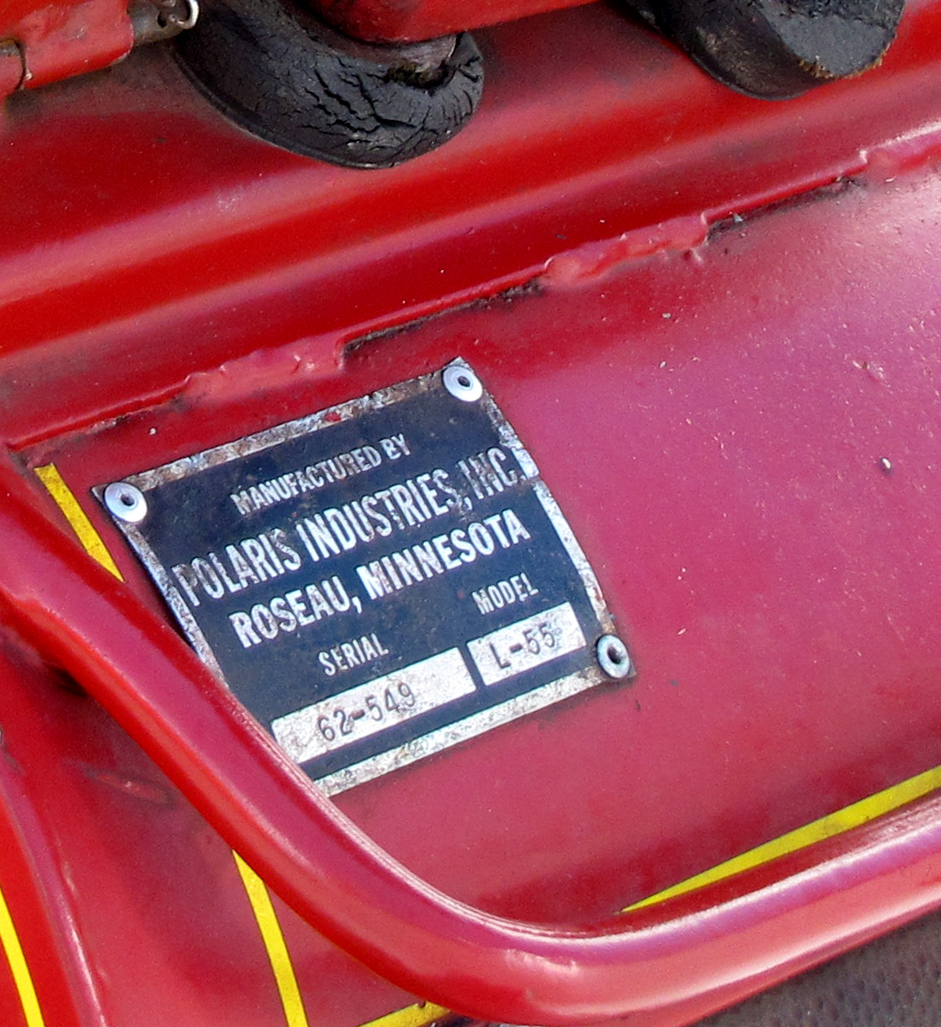 MANUFACTURED BY
POLARIS INDUSTRIES, INC.
ROSEAU, MINNESOTA
SERIAL MODEL
62-549 L-55